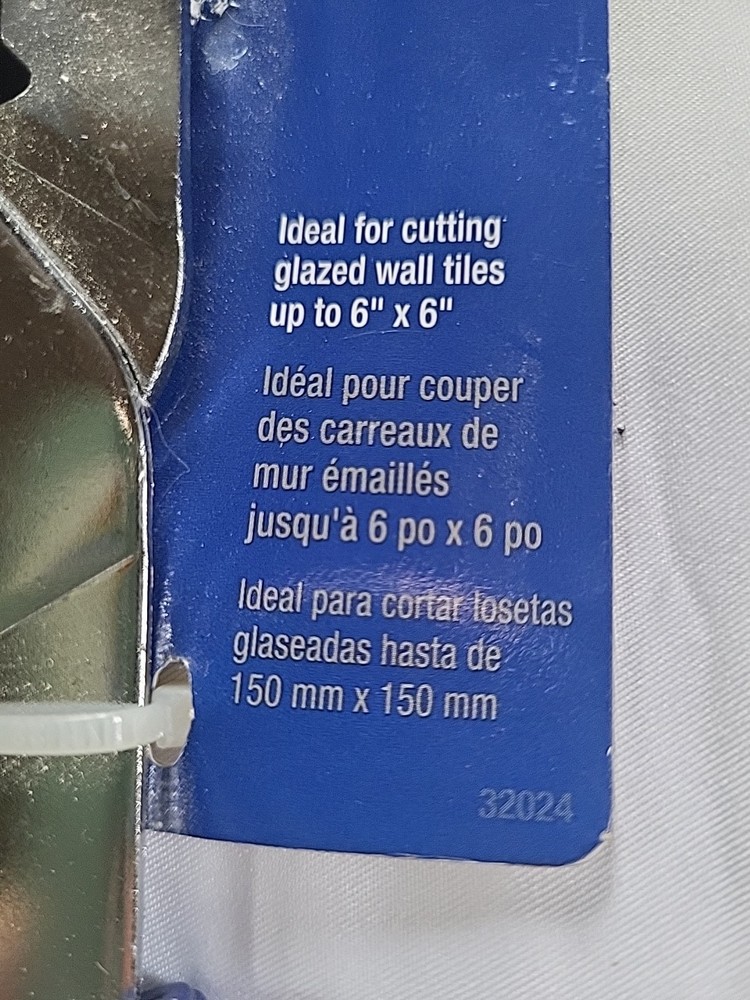 Ideal for cutting
glazed wall tiles
up to 6" x 6"
Idéal pour couper
des carreaux de
mur émaillés
jusqu'à 6 po x 6 po
Ideal para cortar losetas
glaseadas hasta de
150 mm x 150 mm
32024